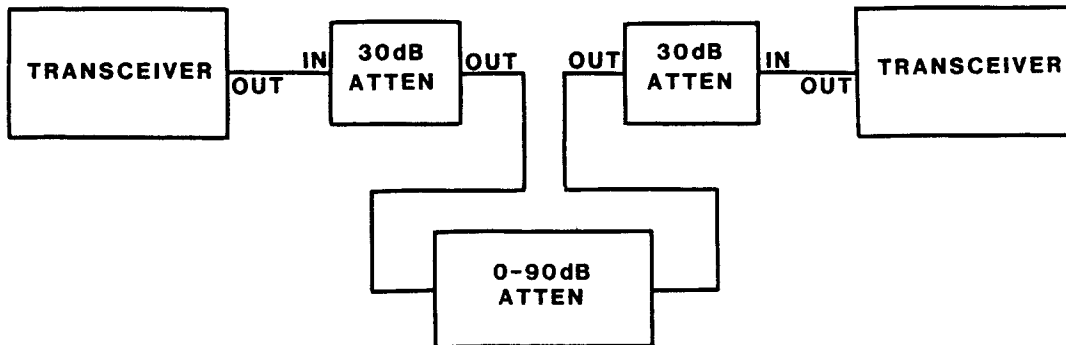 TRANSCEIVER
OUT
IN
30dB
ATTEN
OUT
OUT
30dB
ATTEN
IN
OUT
TRANSCEIVER
0-90dB
ATTEN